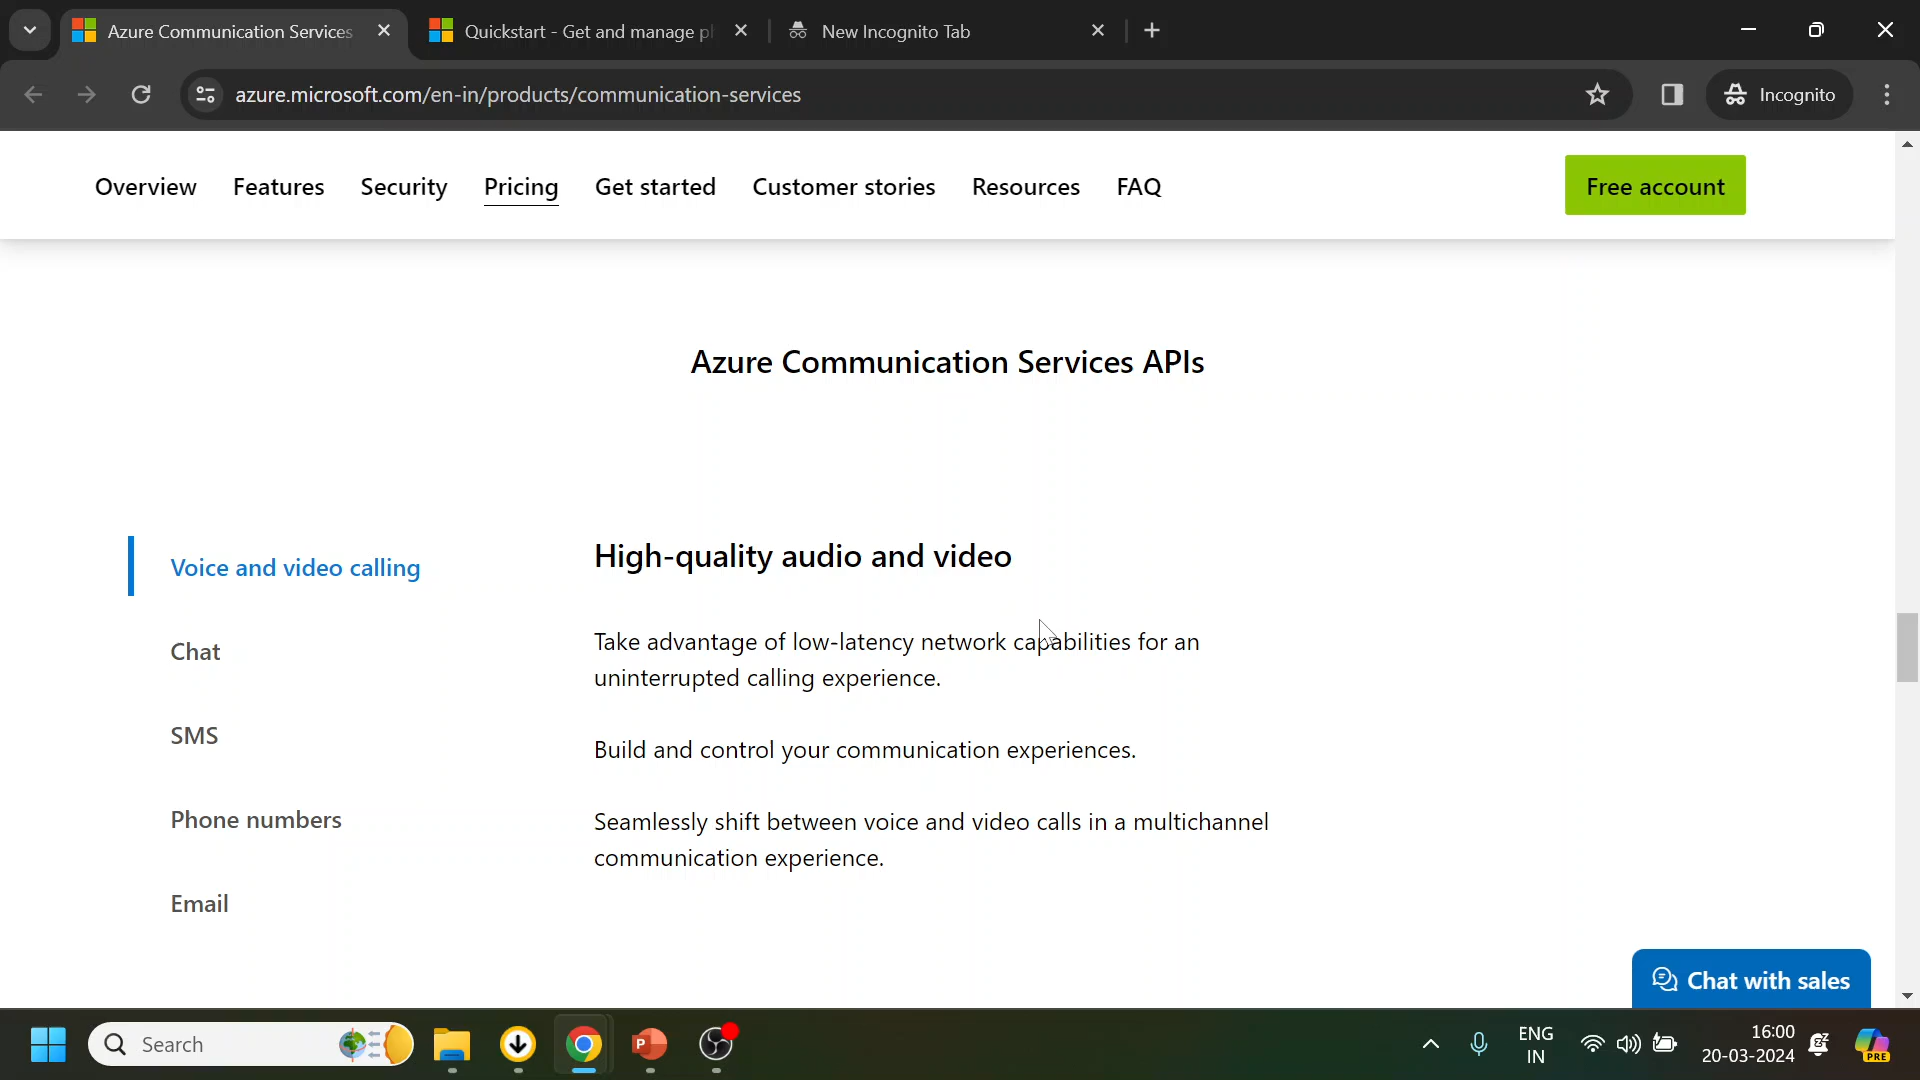 Azure Communication Services
Quickstart - Get and manage pl
New Incognito Tab
azure.microsoft.com/en-in/products/communication-services
Incognito
Overview Features Security Pricing Get started Customer stories Resources FAQ
Free account
Azure Communication Services APIs
Voice and video calling
Chat
SMS
Phone numbers
Email
High-quality audio and video
Take advantage of low-latency network capabilities for an
uninterrupted calling experience.
Build and control your communication experiences.
Seamlessly shift between voice and video calls in a multichannel
communication experience.
Chat with sales
Search
P
ENG
IN
16:00
20-03-2024
PRE